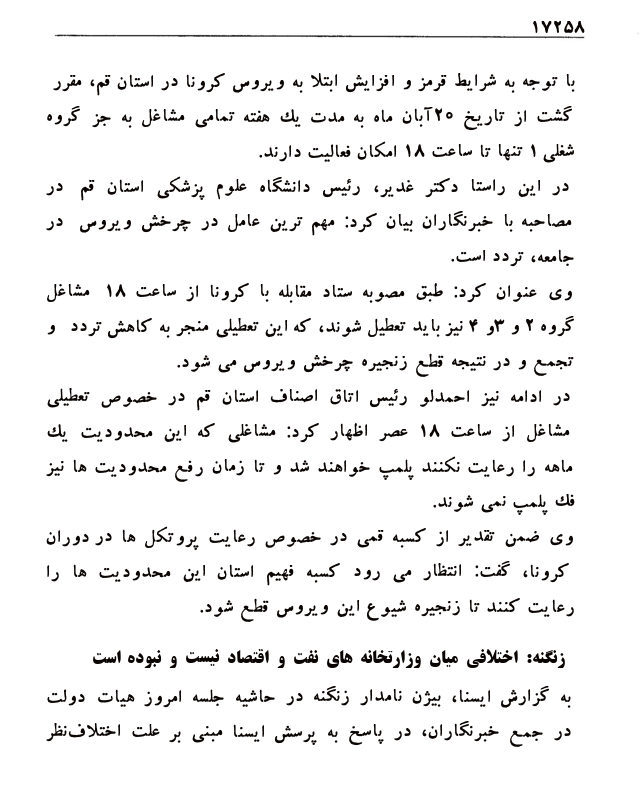 ۱۷۲۵۸
با توجه به شرایط قرمز و افزایش ابتلا به ویروس کرونا در استان قم، مقرر
گشت از تاریخ ۲۰آبان ماه به مدت یك هفته تمامی مشاغل به جز گروه
شغلی ۱ تنها تا ساعت ۱۸ امکان فعالیت دارند.
در این راستا دکتر غدیر، رئیس دانشگاه علوم پزشکی استان قم در
مصاحبه با خبرنگاران بیان کرد: مهم ترین عامل در چرخش ویروس در
جامعه، تردد است.
وی عنوان کرد: طبق مصوبه ستاد مقابله با کرونا از ساعت ۱۸ مشاغل
گروه ۲ و ۳و ۴ نیز باید تعطیل شوند، که این تعطیلی منجر به کاهش تردد و
تجمع و در نتیجه قطع زنجیره چرخش ویروس می شود.
در ادامه نیز احمدلو رئیس اتاق اصناف استان قم در خصوص تعطیلی
مشاغل از ساعت ۱۸ عصر اظهار کرد: مشاغلی که این محدودیت یك
ماهه را رعایت نکنند پلمپ خواهند شد و تا زمان رفع محدودیت ها نیز
فك پلمپ نمی شوند.
وی ضمن تقدیر از کسبه قمی در خصوص رعایت پروتکل ها در دوران
کرونا، گفت: انتظار می رود کسبه فهیم استان این محدودیت ها را
رعایت کنند تا زنجیره شیوع این ویروس قطع شود.
زنگنه: اختلافی میان وزارتخانه های نفت و اقتصاد نیست و نبوده است
به گزارش ایسنا، بیژن نامدار زنگنه در حاشیه جلسه امروز هیات دولت
در جمع خبرنگاران، در پاسخ به پرسش ایسنا مبنی بر علت اختلاف‌نظر